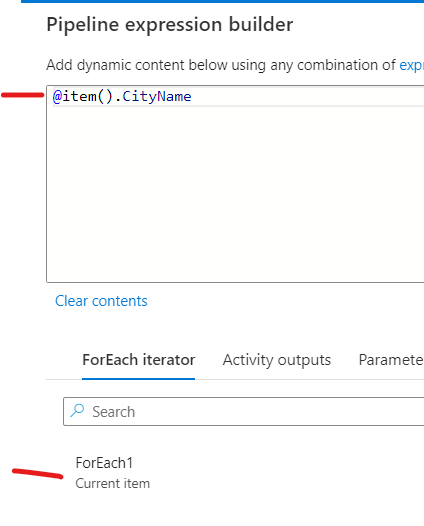 Pipeline expression builder
Add dynamic content below using any combination of expr
@item().CityName
Clear contents
ForEach iterator Activity outputs Paramete
Search
ForEach1
Current item